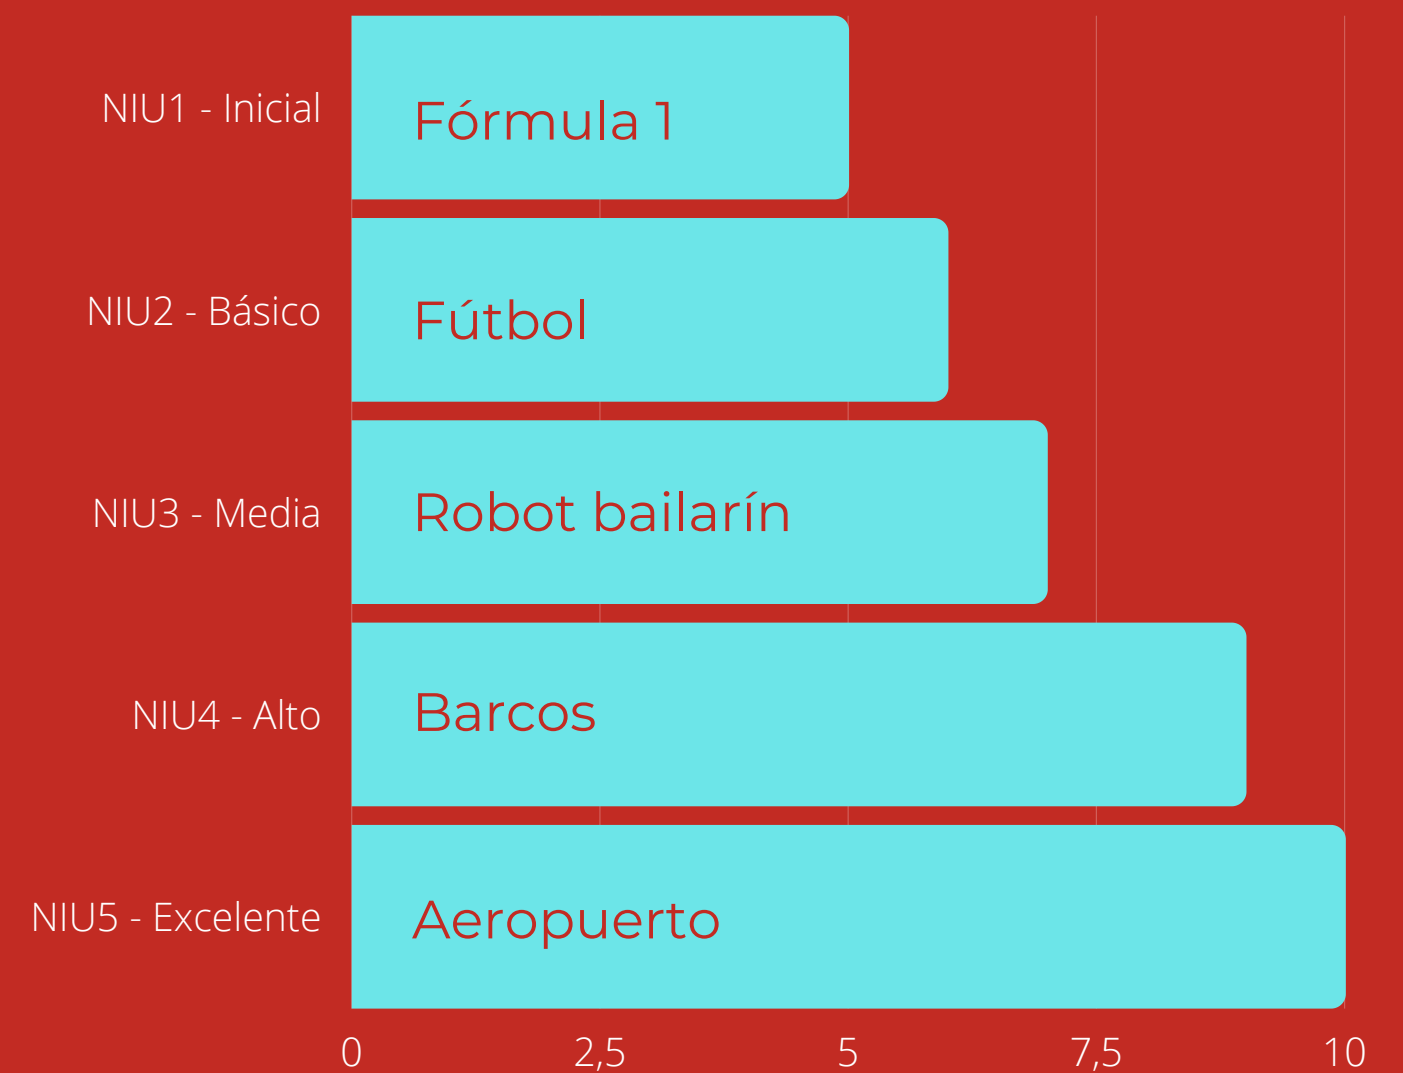 NIU1 - Inicial
Fórmula 1
NIU2 - Básico
Fútbol
NIU3 - Media
Robot bailarín
NIU4 - Alto
Barcos
NIU5 - Excelente
Aeropuerto
0 2,5 5 7,5 10